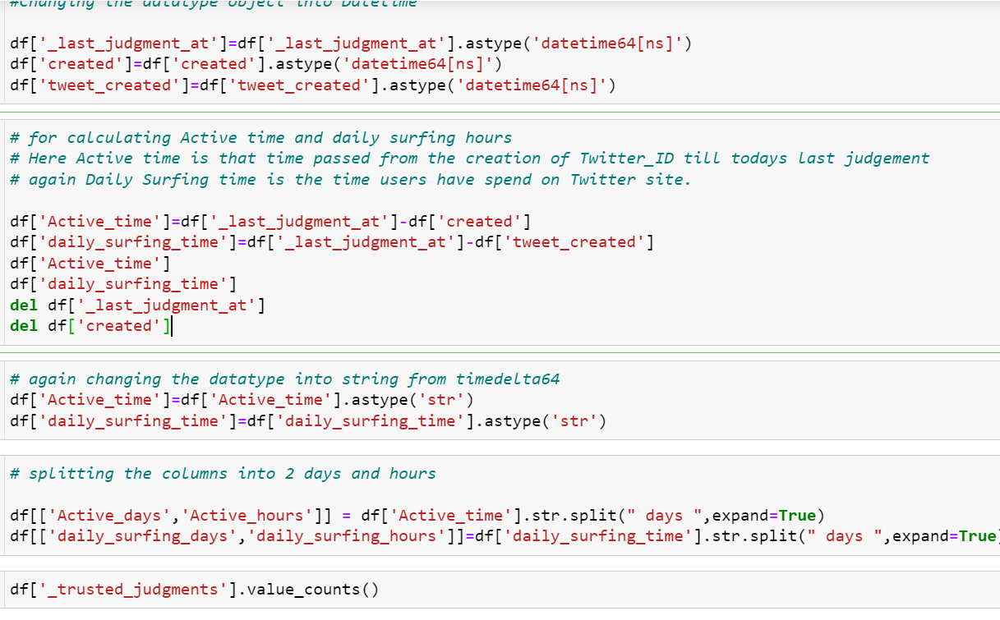 #Changing the datatype object into Datetime
df['_last_judgment_at']=df['_last_judgment_at'].astype('datetime64[ns]')
df['created']=df['created'].astype('datetime64[ns]')
df['tweet_created']=df['tweet_created'].astype('datetime64[ns]')
# for calculating Active time and daily surfing hours
# Here Active time is that time passed from the creation of Twitter_ID till todays last judgement
# again Daily Surfing time is the time users have spend on Twitter site.
df['Active_time']=df['_last_judgment_at']-df['created']
df['daily_surfing_time']=df['_last_judgment_at']-df['tweet_created']
df['Active_time']
df['daily_surfing_time']
del df['_last_judgment_at']
del df['created']
# again changing the datatype into string from timedelta64
df['Active_time']=df['Active_time'].astype('str')
df['daily_surfing_time']=df['daily_surfing_time'].astype('str')
# splitting the columns into 2 days and hours
df[['Active_days','Active_hours']] = df['Active_time'].str.split(" days ",expand=True)
df[['daily_surfing_days','daily_surfing_hours']]=df['daily_surfing_time'].str.split(" days ",expand=True)
df['_trusted_judgments'].value_counts()